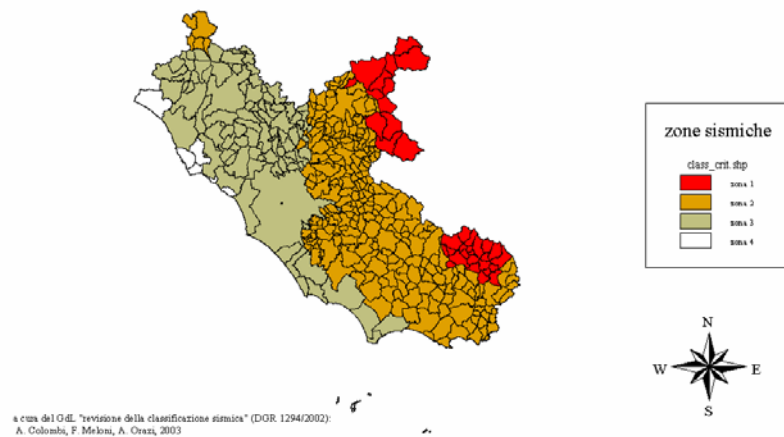 zone sismiche
class_crit.shp
zona 1
zona 2
zona 3
zona 4
N
W E
S
a cura del GdL "revisione della classificazione sismica" (DGR 1294/2002):
A. Colombi, F. Meloni, A. Orazi, 2003